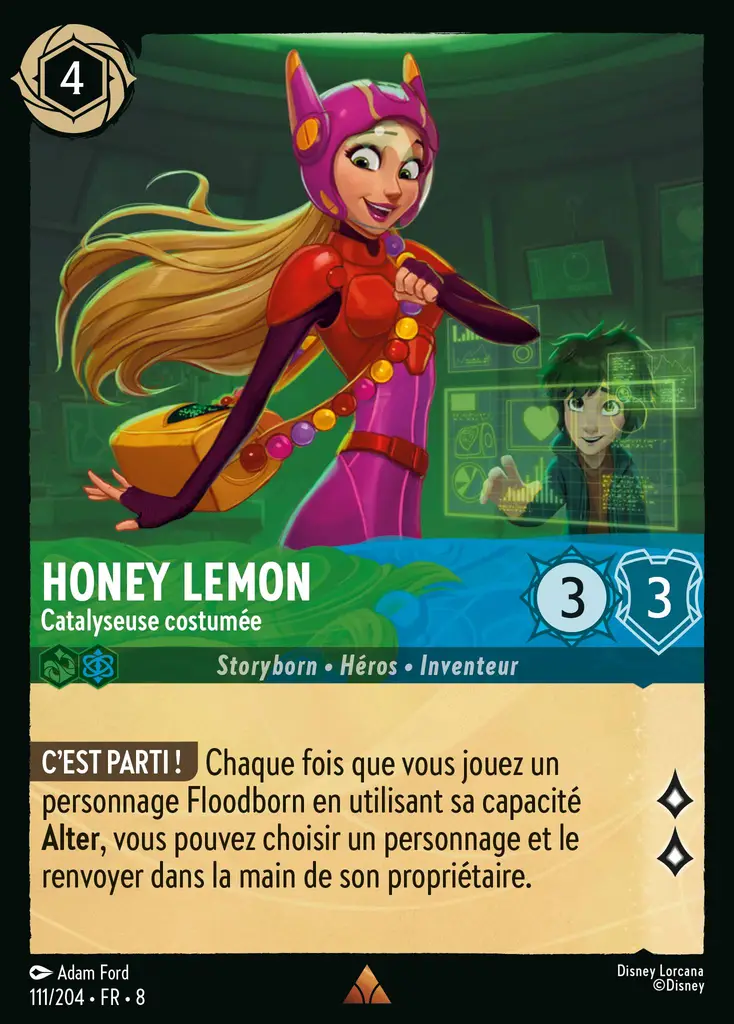 4
HONEY LEMON
Catalyseuse costumée
3
3
Storyborn • Héros • Inventeur
C'EST PARTI ! Chaque fois que vous jouez un
personnage Floodborn en utilisant sa capacité
Alter, vous pouvez choisir un personnage et le
renvoyer dans la main de son propriétaire.
Adam Ford
111/204 • FR • 8
Disney Lorcana
©Disney